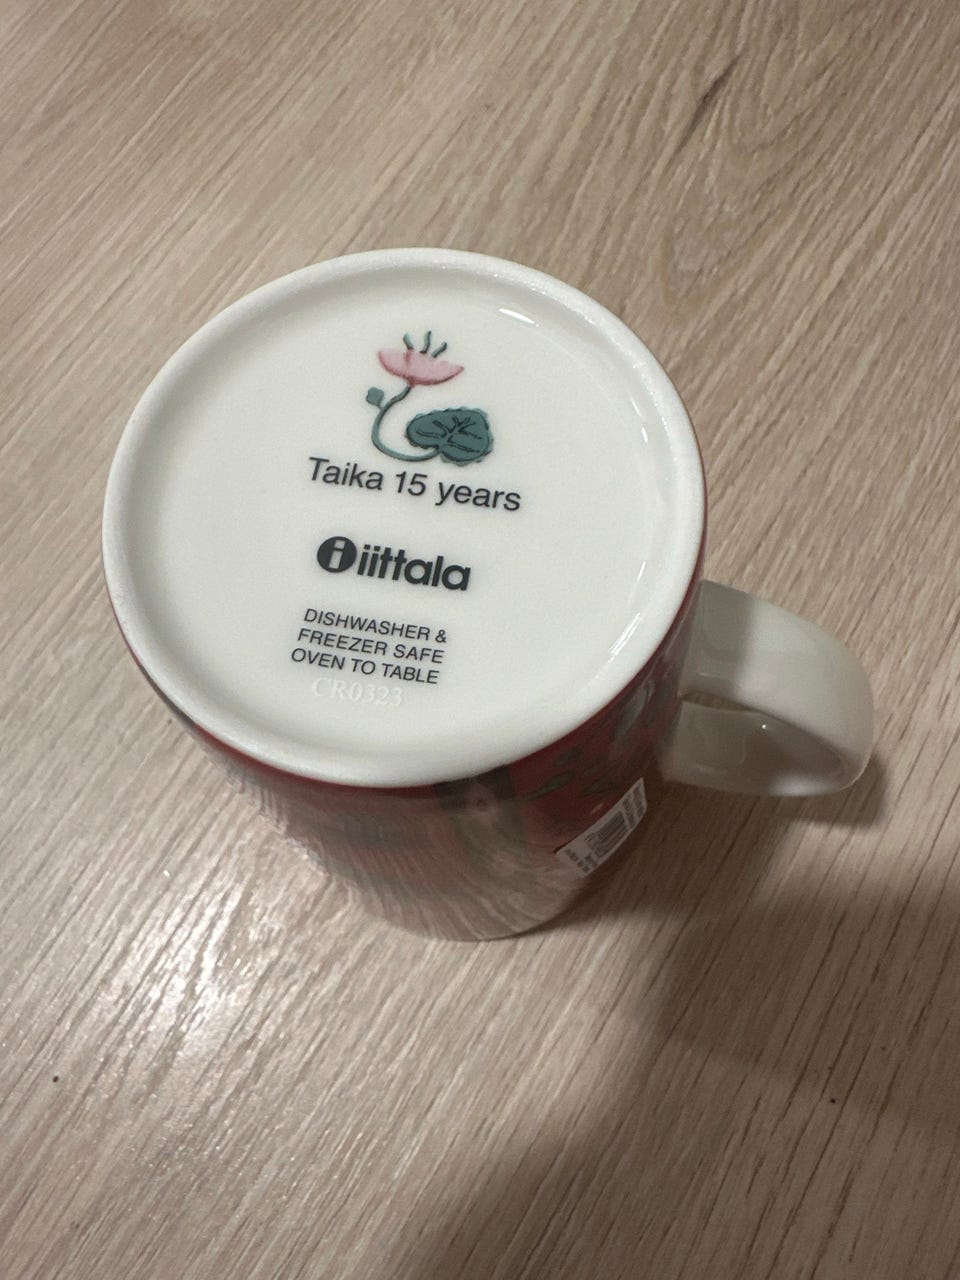 Taika 15 years
iittala
DISHWASHER &
FREEZER SAFE
OVEN TO TABLE
CR0323